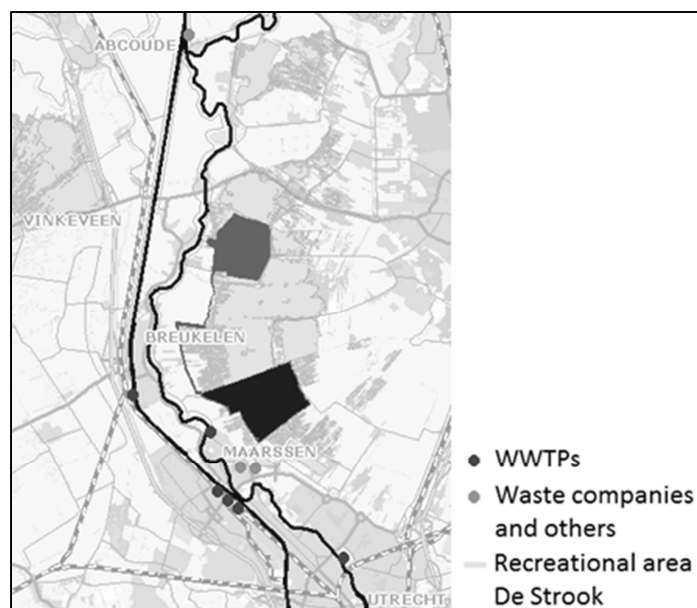 ABCOUDE
VINKEVEEN
BREUKELEN
MAARSSEN
UTRECHT
WWTPs
Waste companies
and others
Recreational area
De Strook